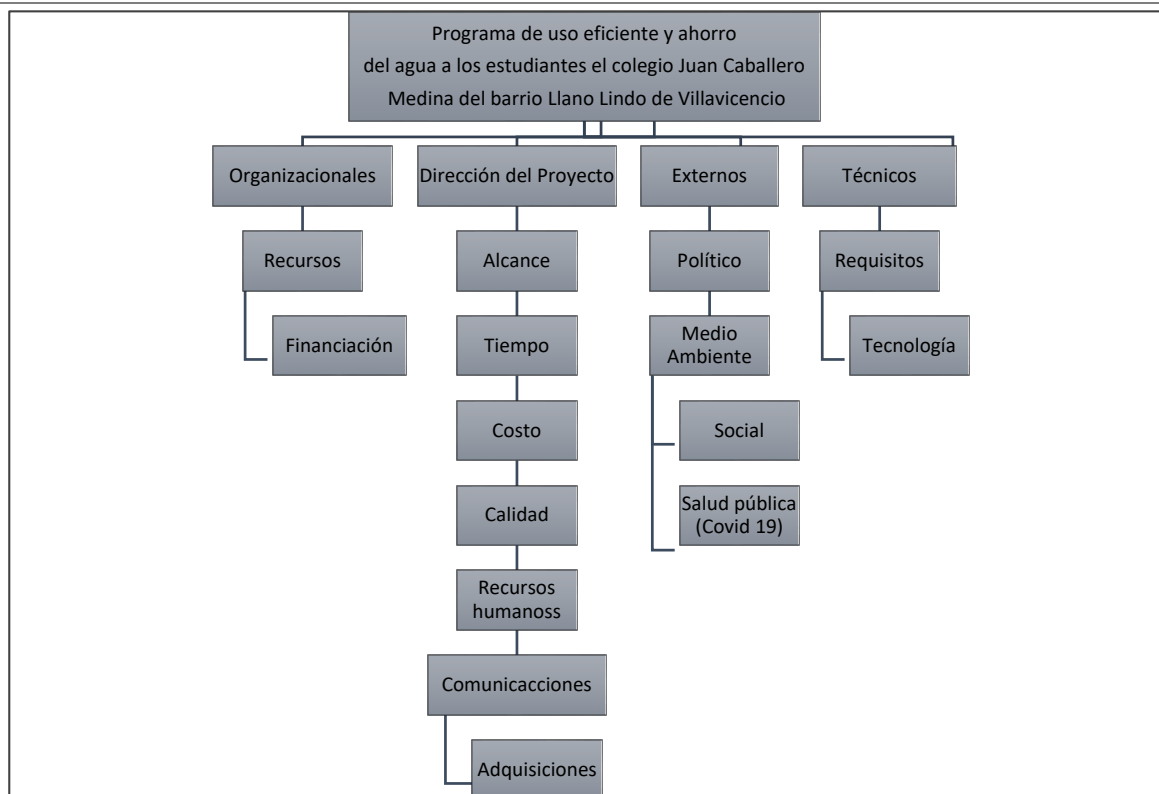 Programa de uso eficiente y ahorro
del agua a los estudiantes el colegio Juan Caballero
Medina del barrio Llano Lindo de Villavicencio
Organizacionales
Recursos
Financiación
Dirección del Proyecto
Alcance
Tiempo
Costo
Calidad
Recursos
humanoss
Comunicacciones
Adquisiciones
Externos
Político
Medio
Ambiente
Social
Salud pública
(Covid 19)
Técnicos
Requisitos
Tecnología